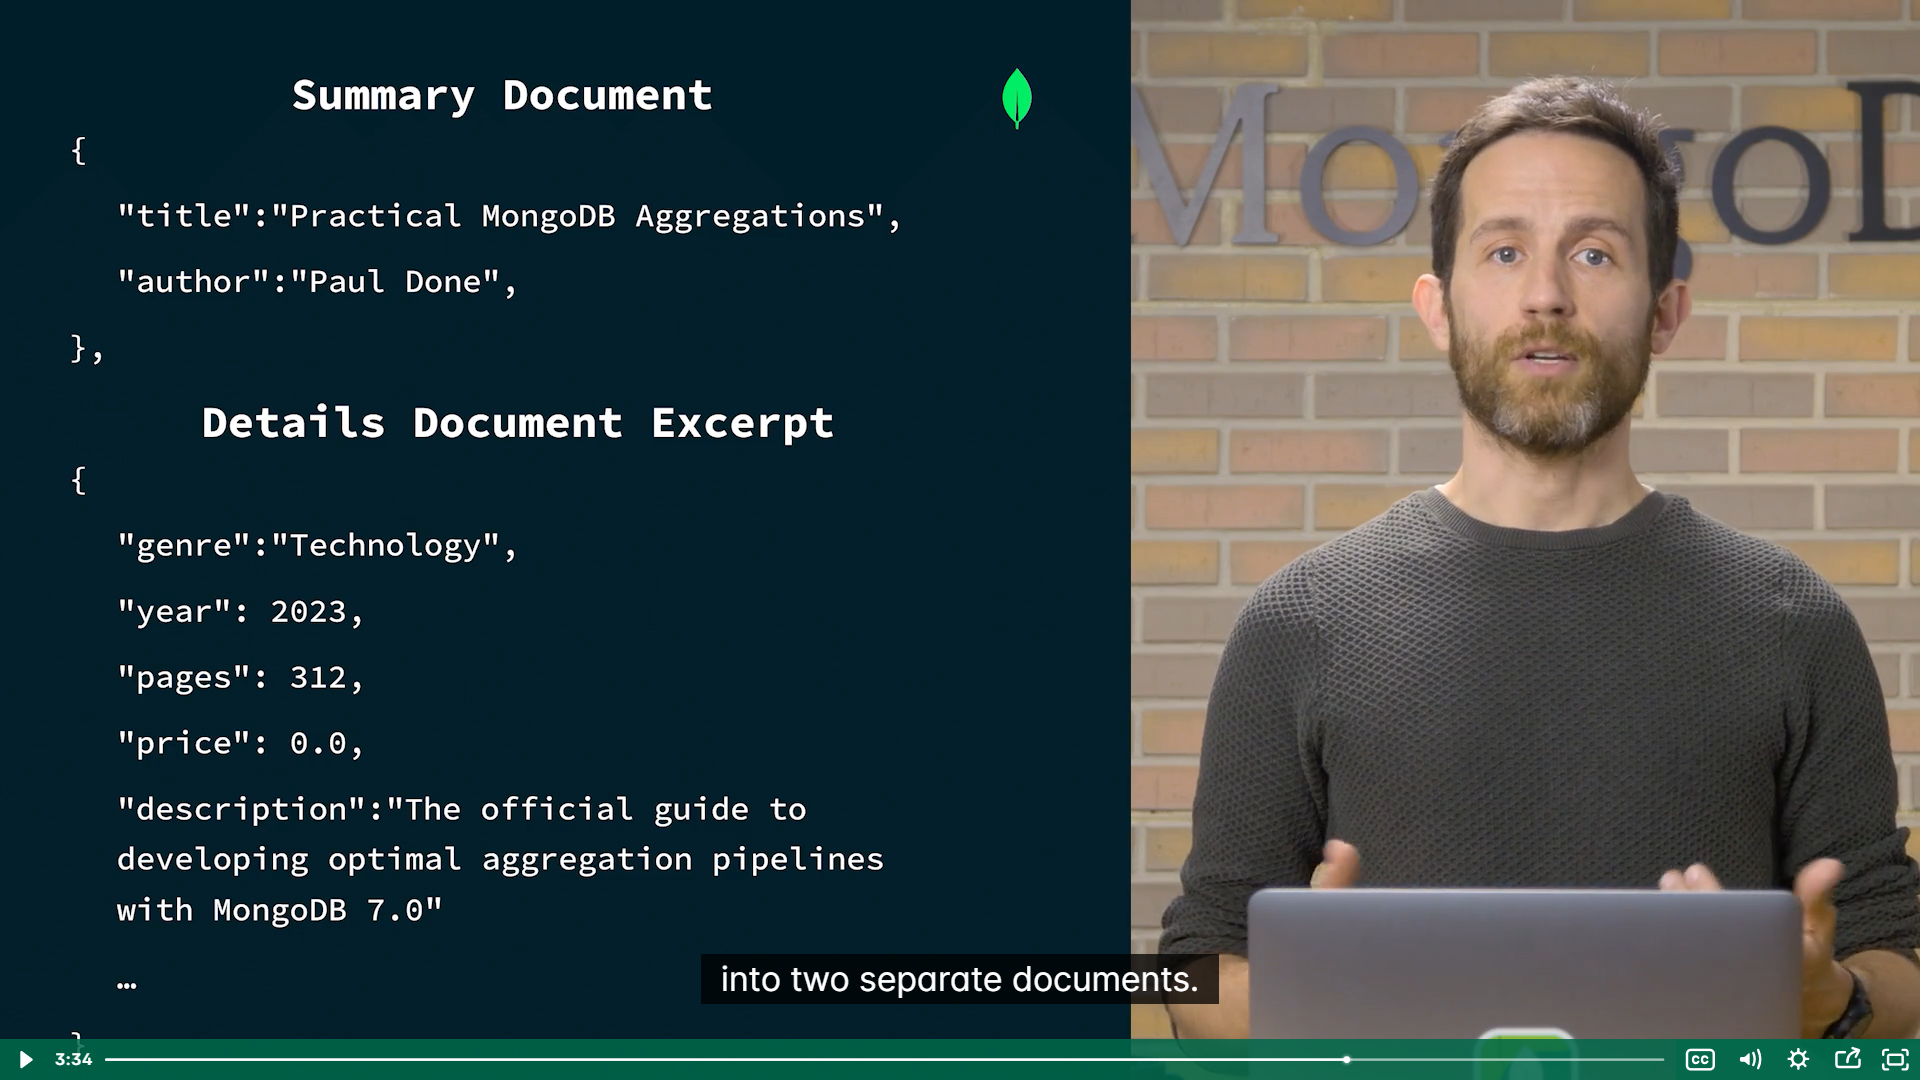 Summary Document
{
"title":"Practical MongoDB Aggregations",
"author":"Paul Done",
},
Details Document Excerpt
{
"genre":"Technology",
"year": 2023,
"pages": 312,
"price": 0.0,
"description":"The official guide to
developing optimal aggregation pipelines
with MongoDB 7.0"
…
}
MongoD
into two separate documents.
3:34
CC